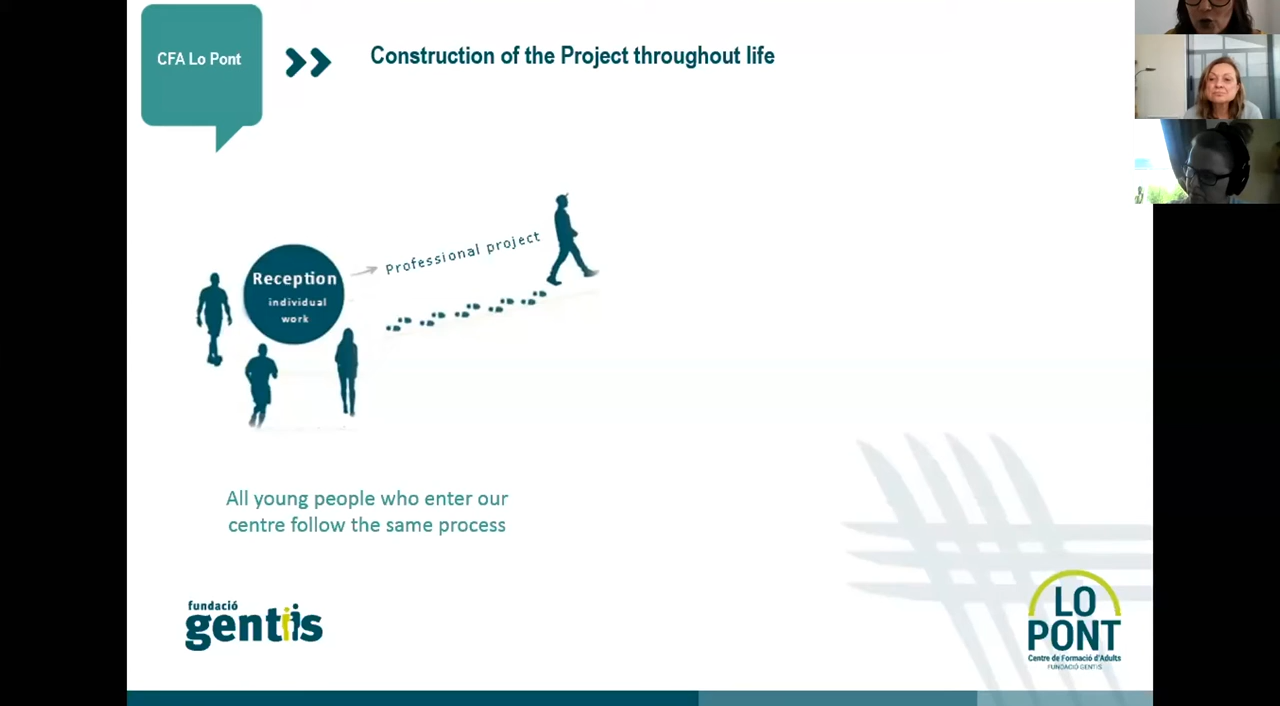 CFA Lo Pont
Construction of the Project throughout life
Professional project
Reception
individual
work
All young people who enter our
centre follow the same process
fundació
gentis
LO
PONT
Centre de Formació d'Adults
FUNDACIÓ GENTIS